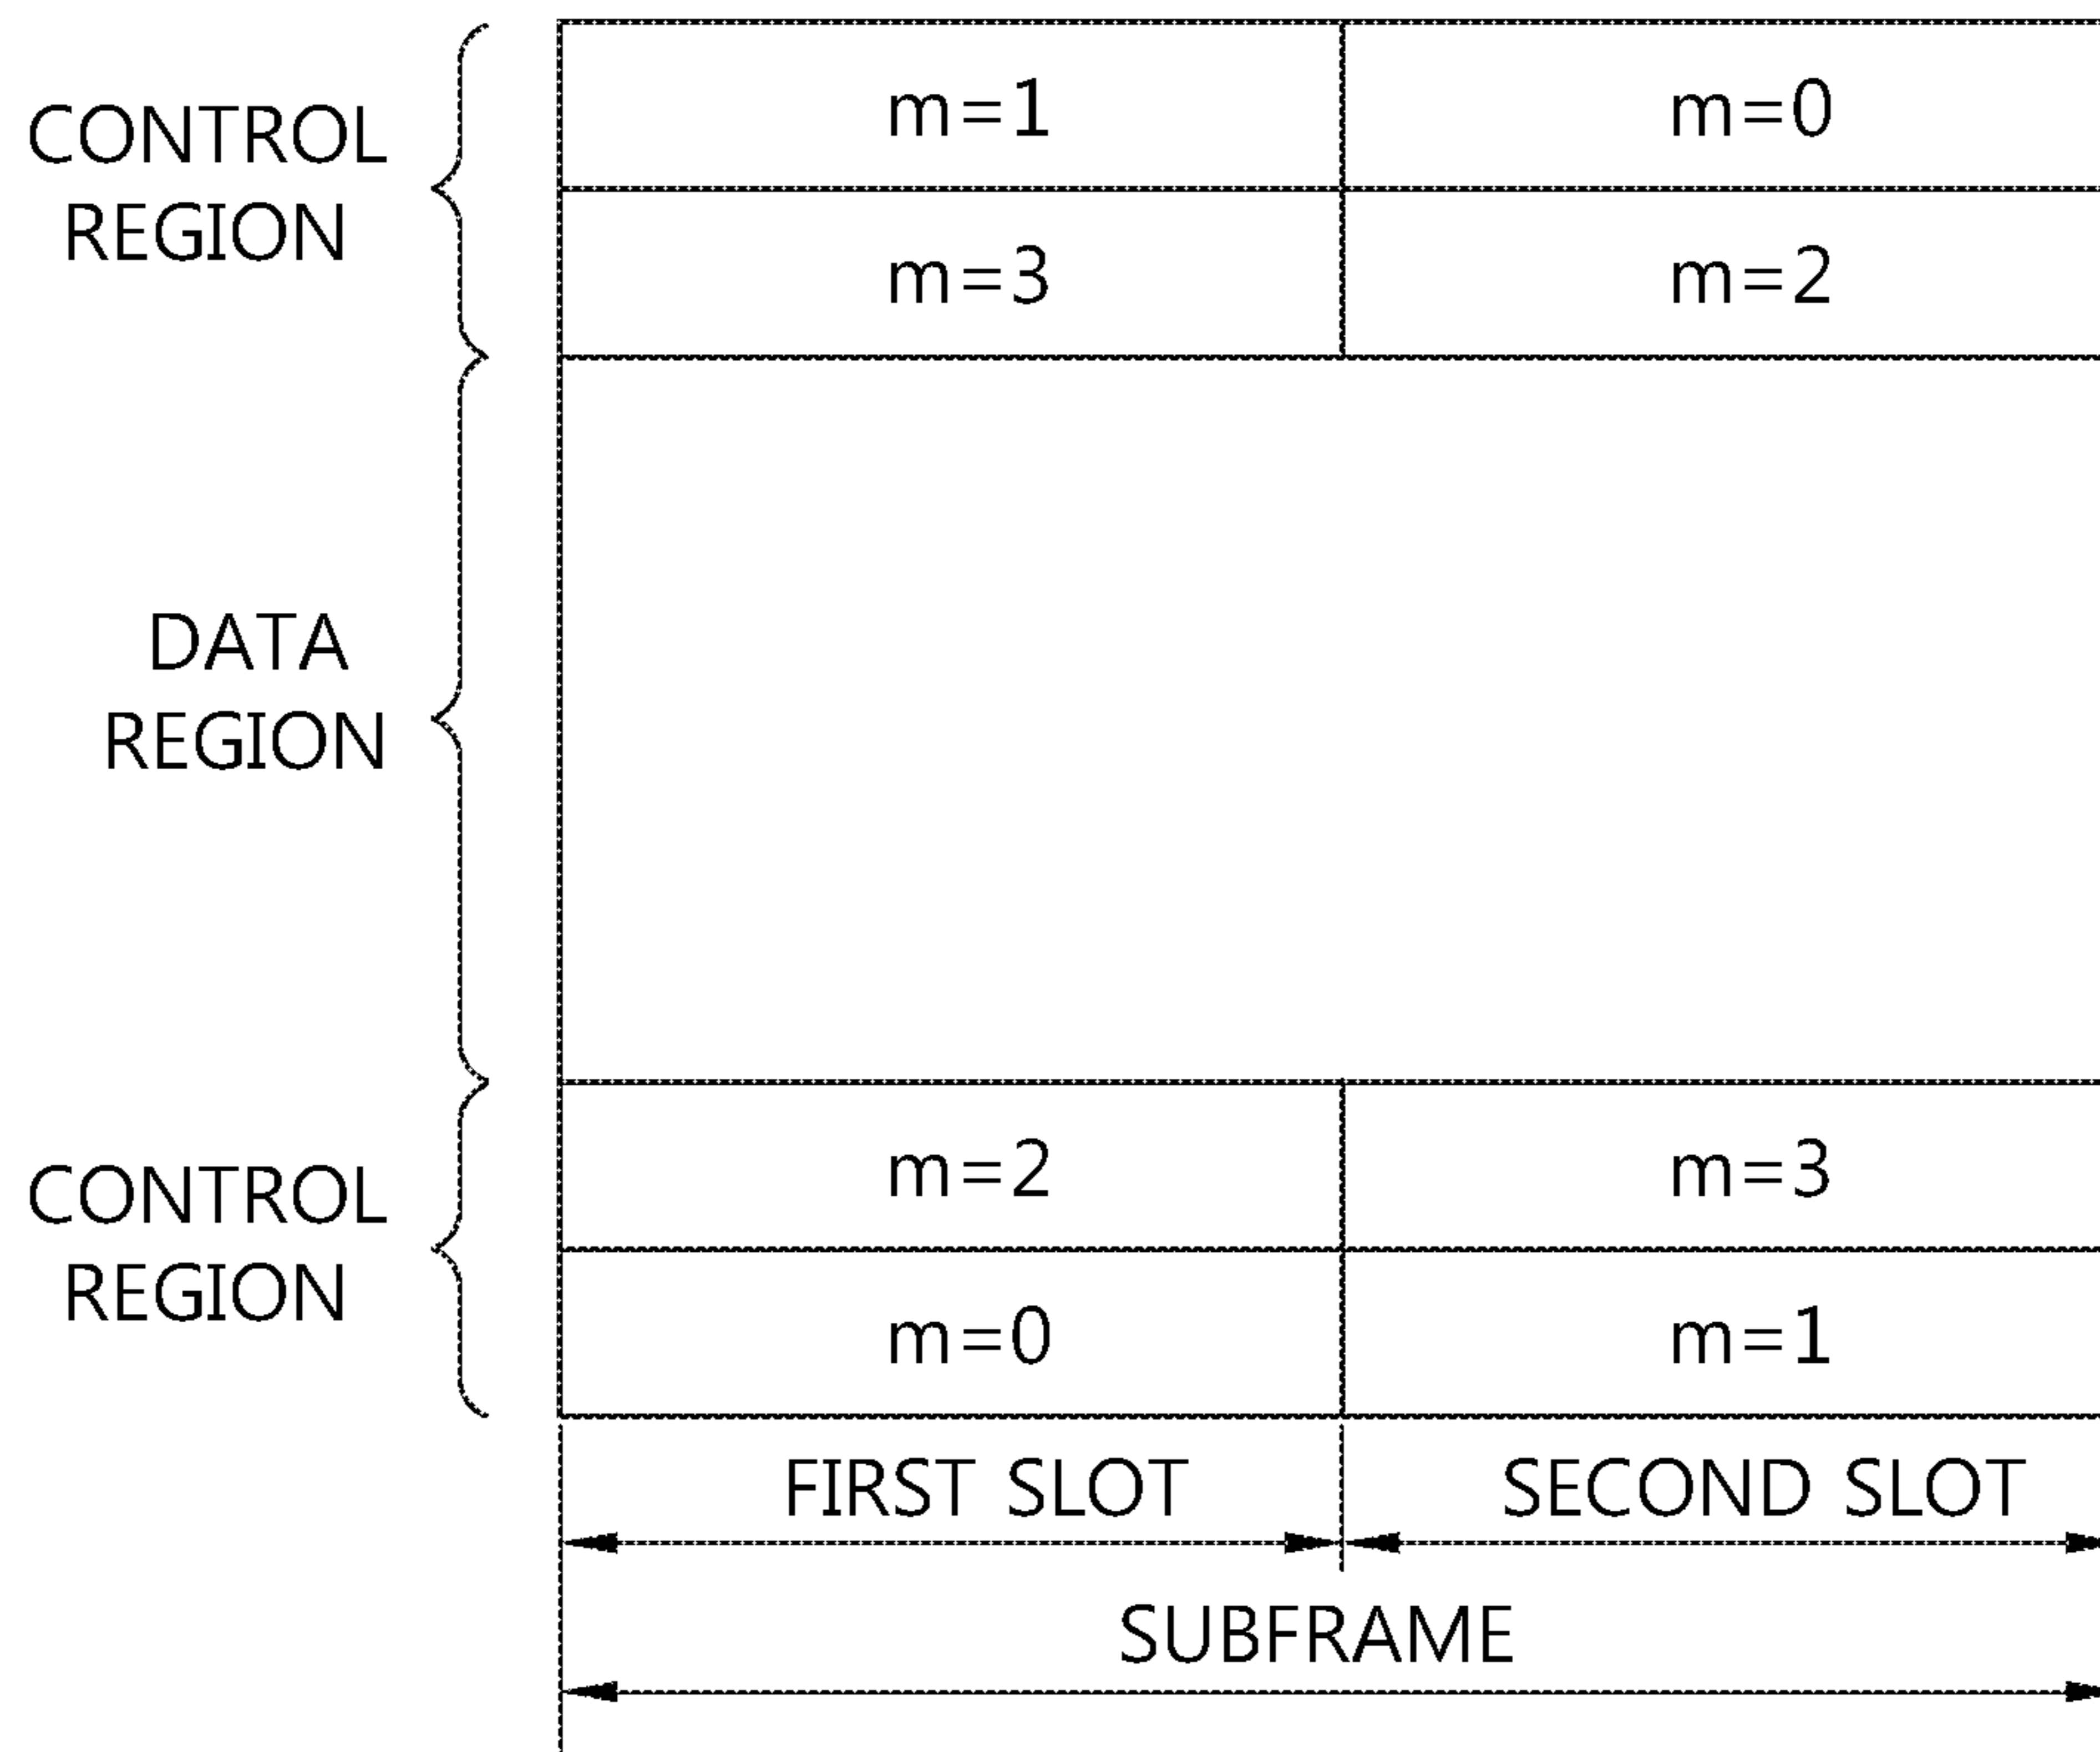 m=1 m=0
CONTROL
REGION
m=3 m=2
DATA
REGION
m=2 m=3
CONTROL
REGION
m=0 m=1
FIRST SLOT SECOND SLOT
SUBFRAME